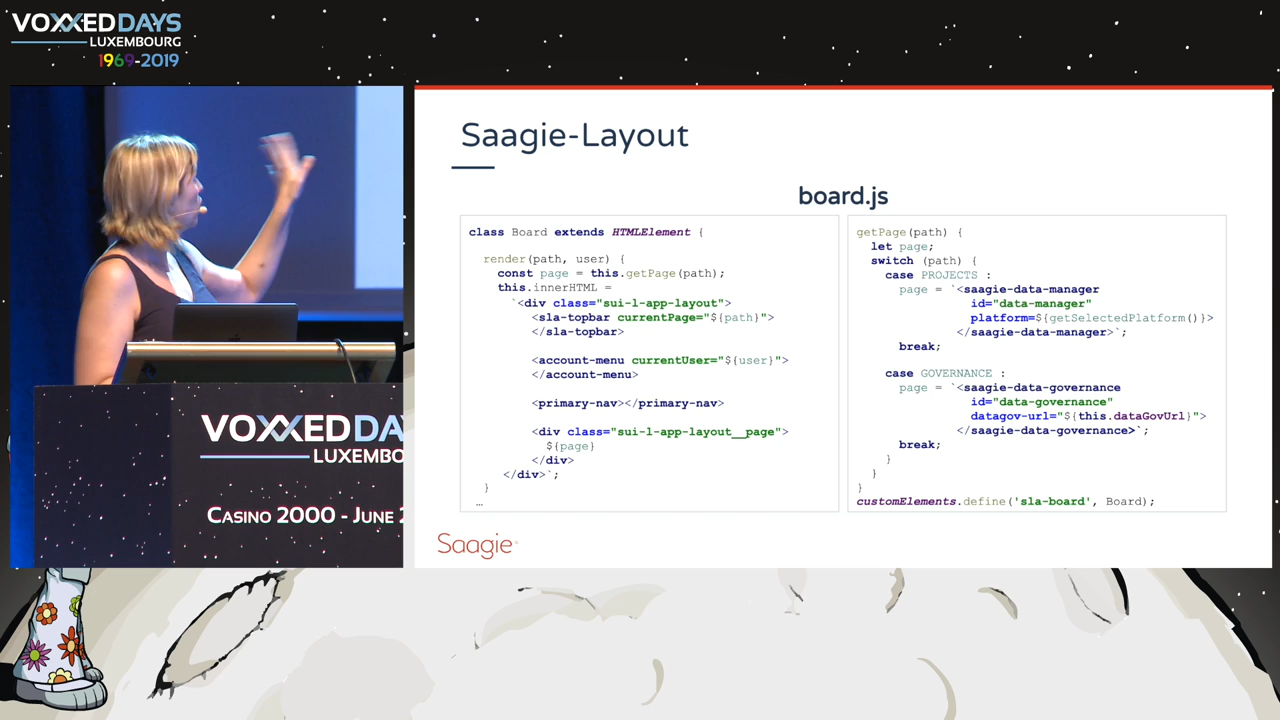 VOXXED DAYS
LUXEMBOURG
1969-2019
VOXXED DA
LUXEMBO
CASINO 2000 - JUNE
Saagie-Layout
board.js
class Board extends HTMLElement {
render(path, user) {
const page = this.getPage(path);
this.innerHTML =
`<div class="sui-l-app-layout">
<sla-topbar currentPage="${path}">
</sla-topbar>
<account-menu currentUser="${user}">
</account-menu>
<primary-nav></primary-nav>
<div class="sui-l-app-layout__page">
${page}
</div>
</div>`;
}
…
getPage(path) {
let page;
switch (path) {
case PROJECTS :
page = `<saagie-data-manager
id="data-manager"
platform=${getSelectedPlatform()}>
</saagie-data-manager>`;
break;
case GOVERNANCE :
page = `<saagie-data-governance
id="data-governance"
datagov-url="${this.dataGovUrl}">
</saagie-data-governance>`;
break;
}
}
}
customElements.define('sla-board', Board);
Saagie